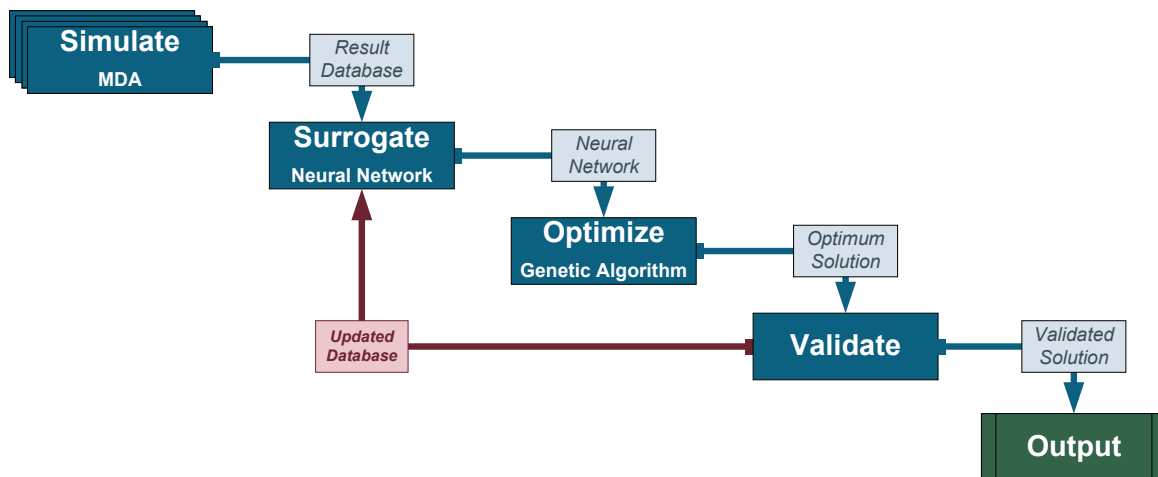 Simulate
MDA
Result
Database
Surrogate
Neural Network
Neural
Network
Optimize
Genetic Algorithm
Optimum
Solution
Updated
Database
Validate
Validated
Solution
Output